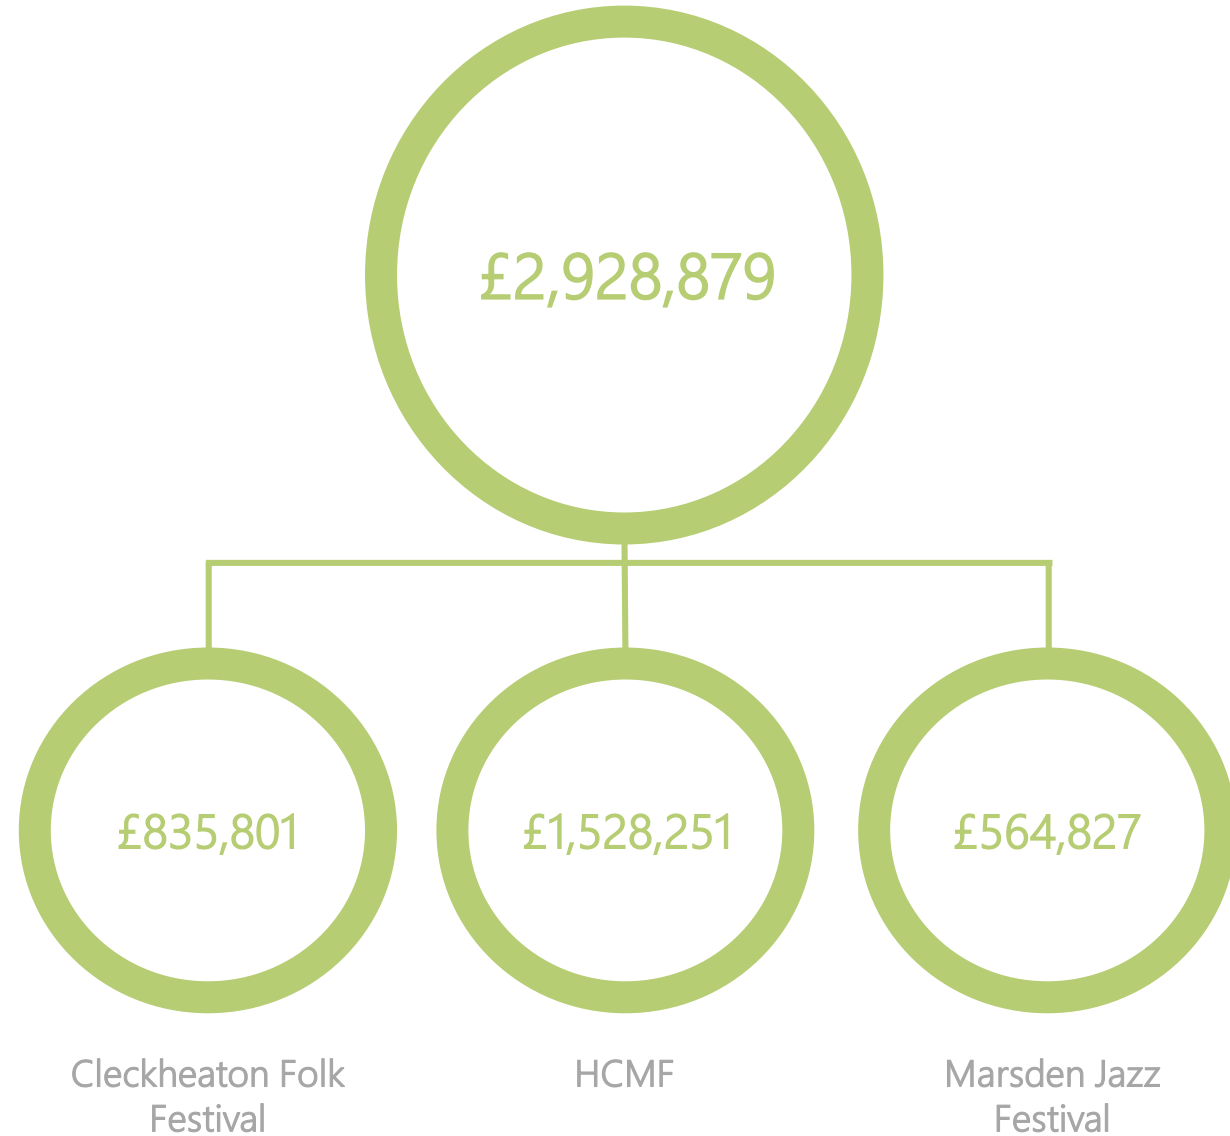 £2,928,879
£835,801
£1,528,251
£564,827
Cleckheaton Folk
Festival
HCMF
Marsden Jazz
Festival